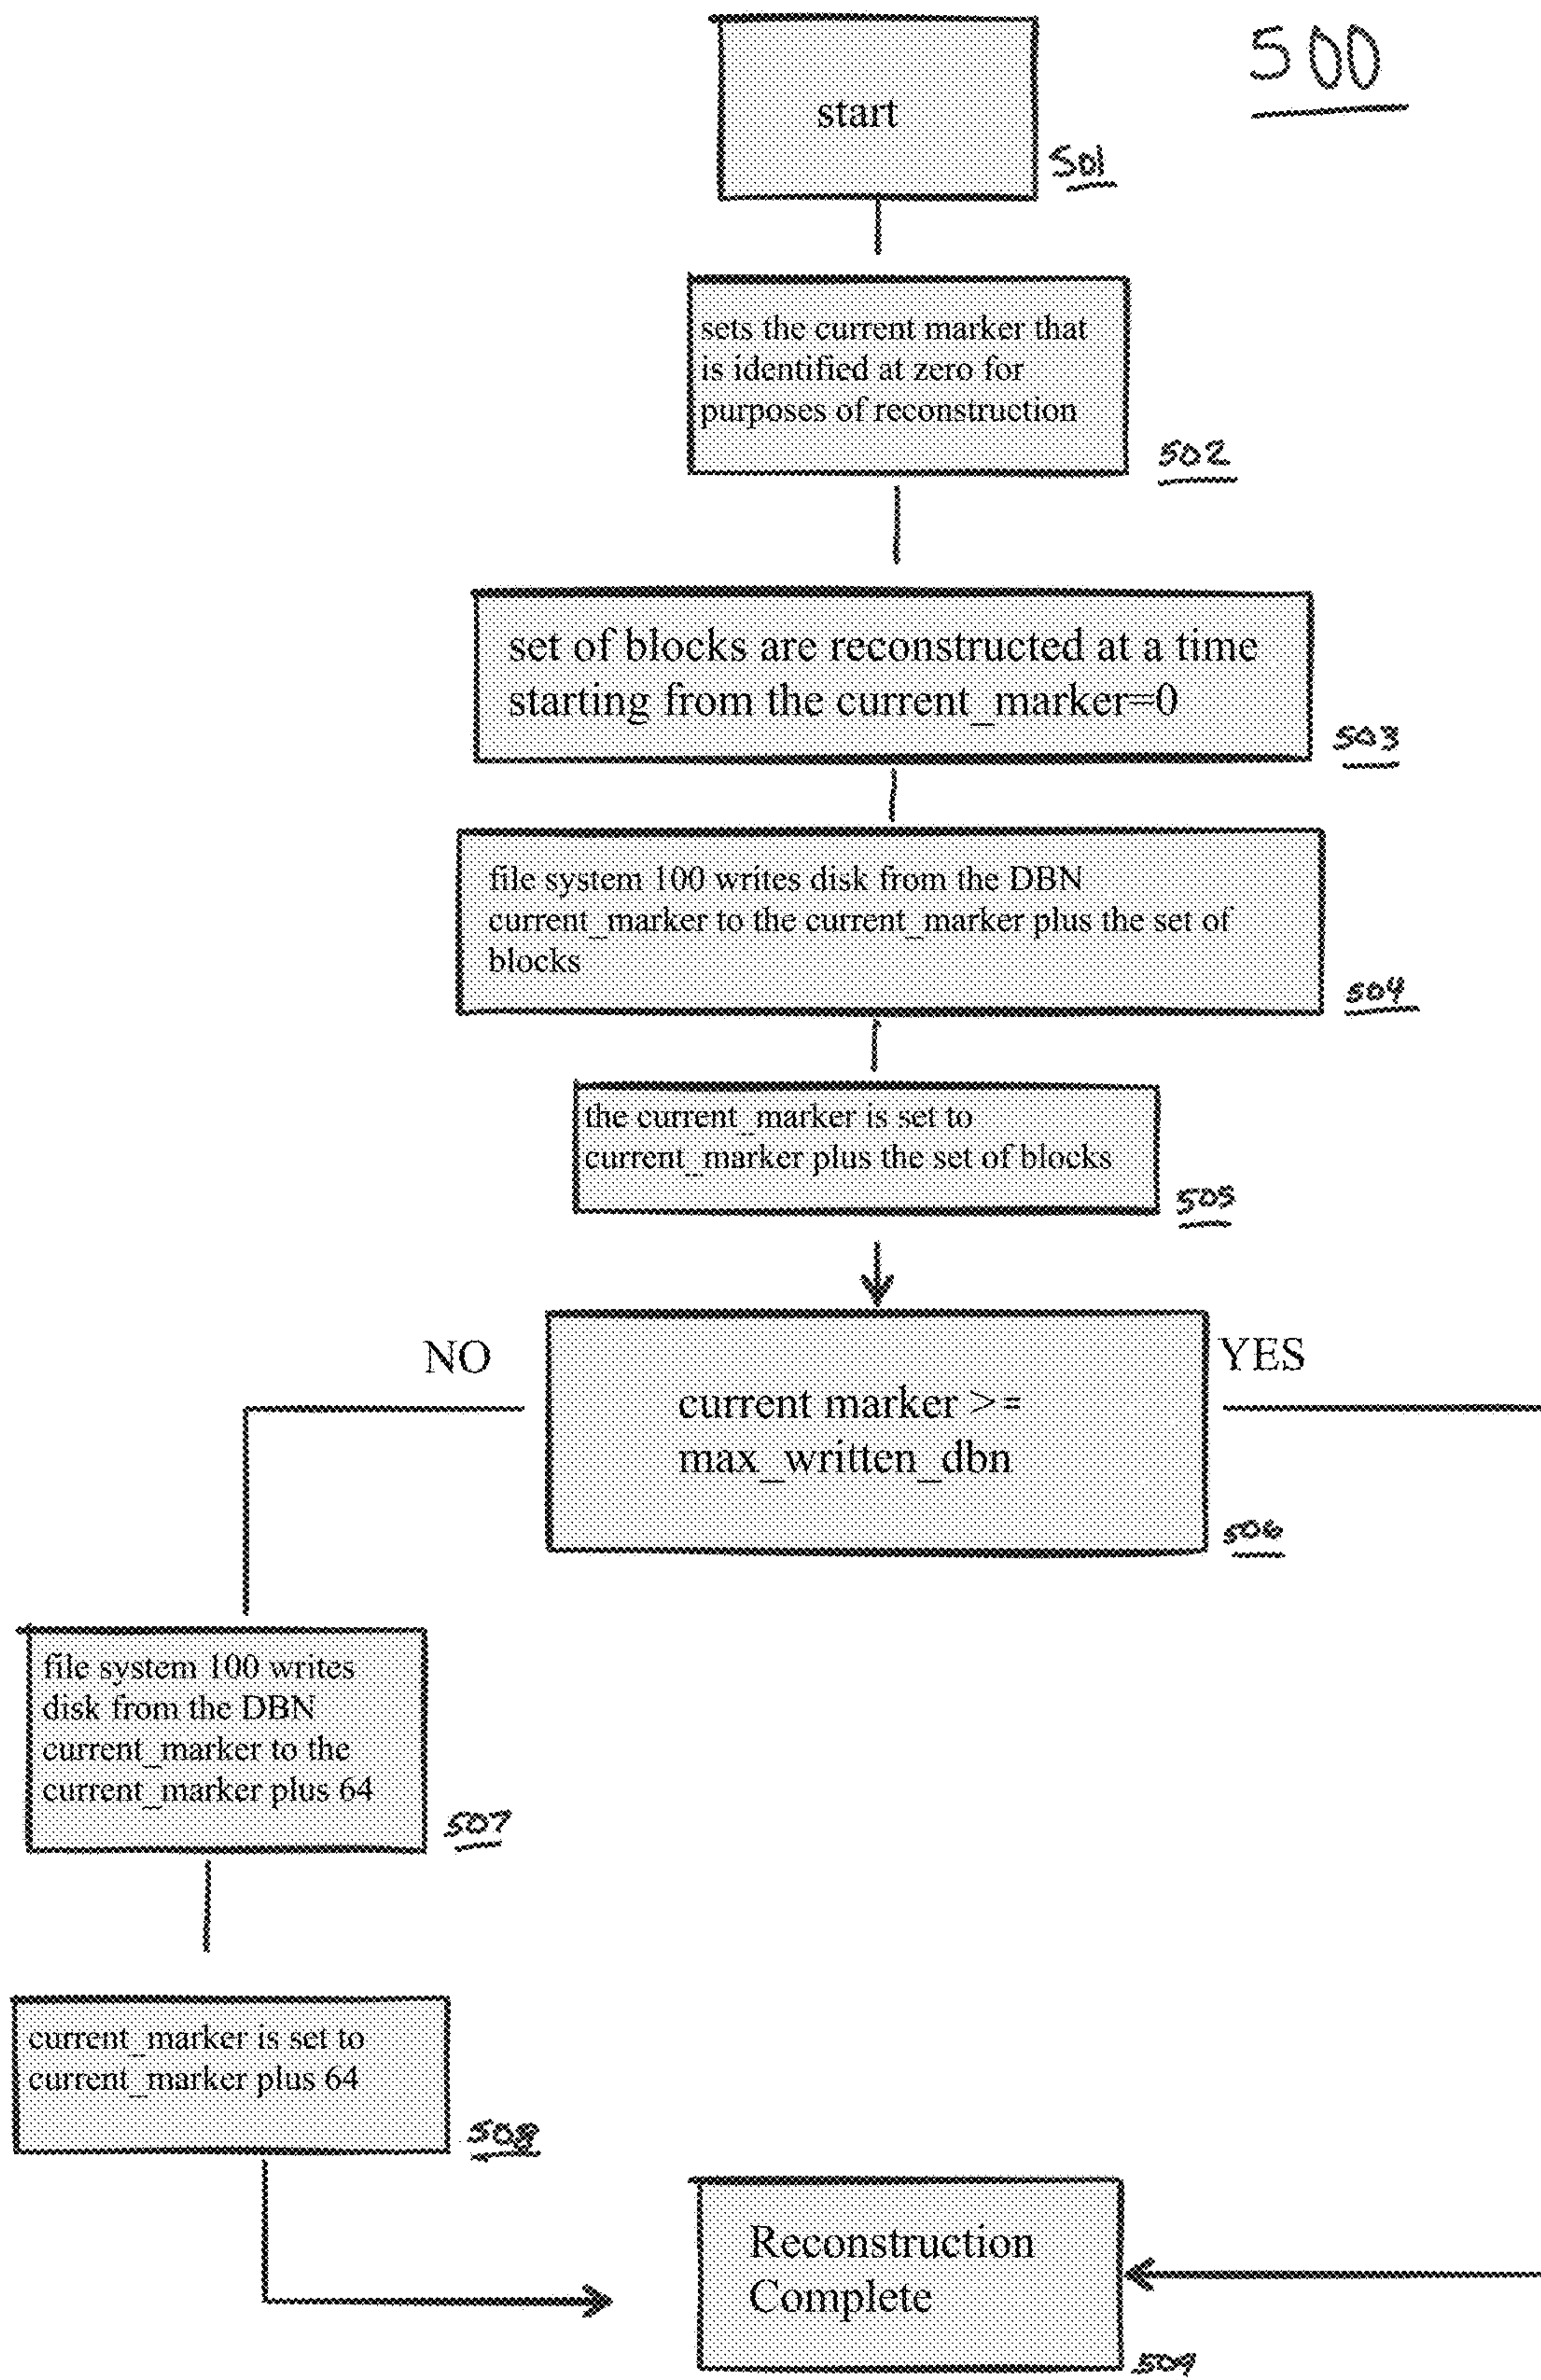 500
start
501
sets the current marker that
is identified at zero for
purposes of reconstruction
502
set of blocks are reconstructed at a time
starting from the current_marker=0
503
file system 100 writes disk from the DBN
current_marker to the current_marker plus the set of
blocks
504
the current_marker is set to
current_marker plus the set of blocks
505
NO
YES
current marker >=
max_written_dbn
506
file system 100 writes
disk from the DBN
current_marker to the
current_marker plus 64
507
current_marker is set to
current_marker plus 64
508
Reconstruction
Complete
509